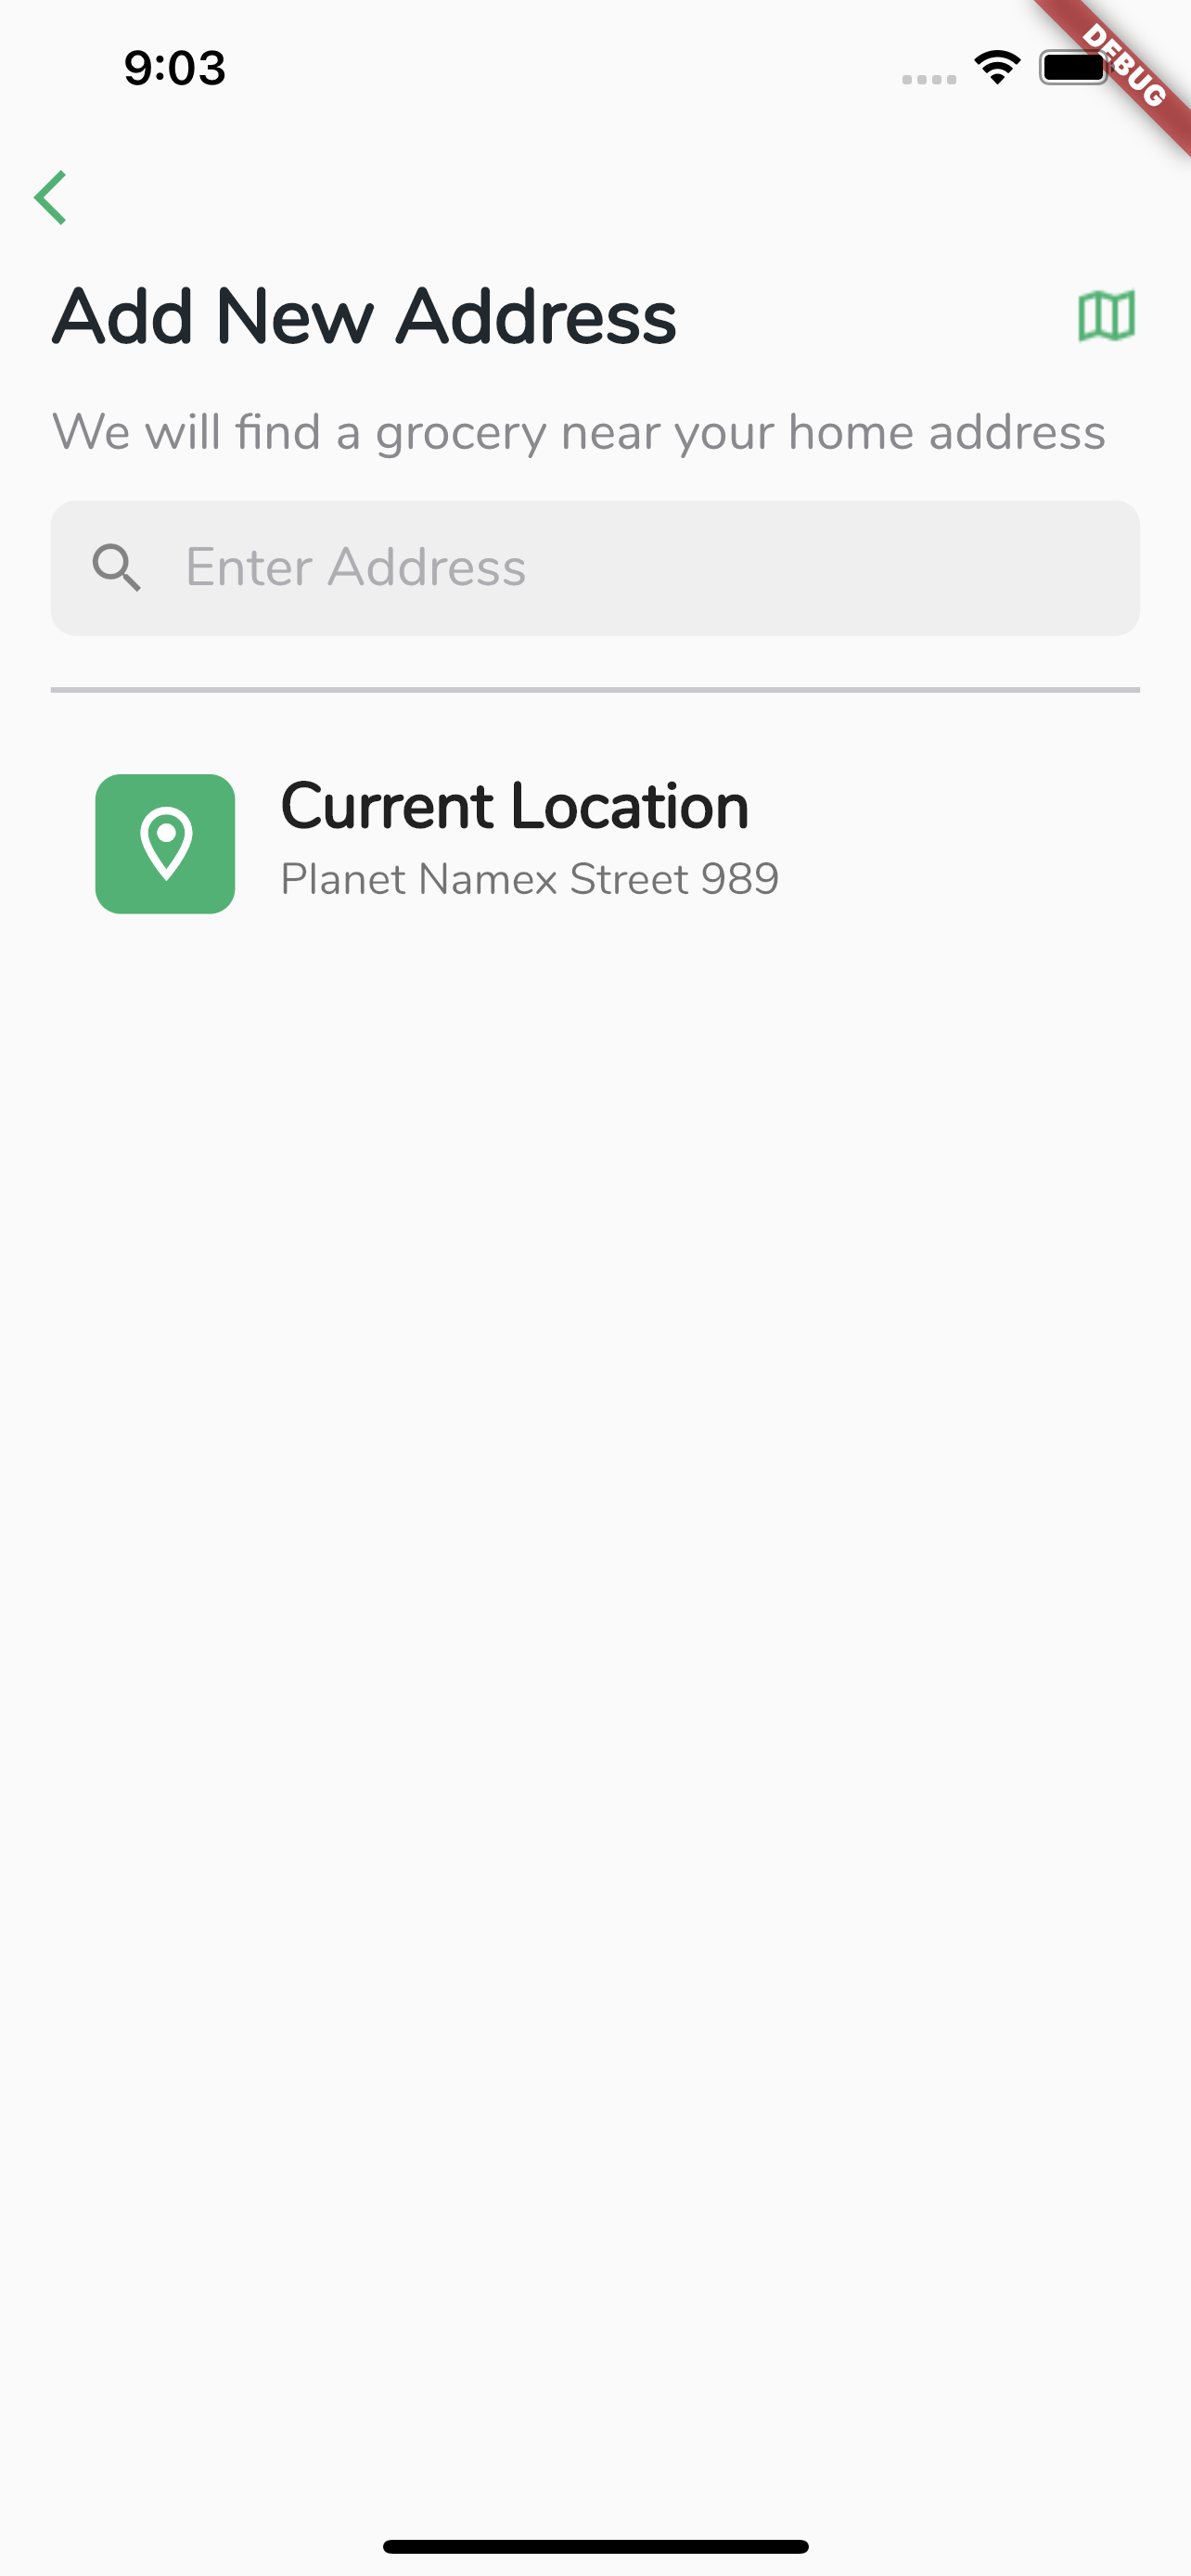 9:03
DEBUG
Add New Address
We will find a grocery near your home address
Enter Address
Current Location
Planet Namex Street 989